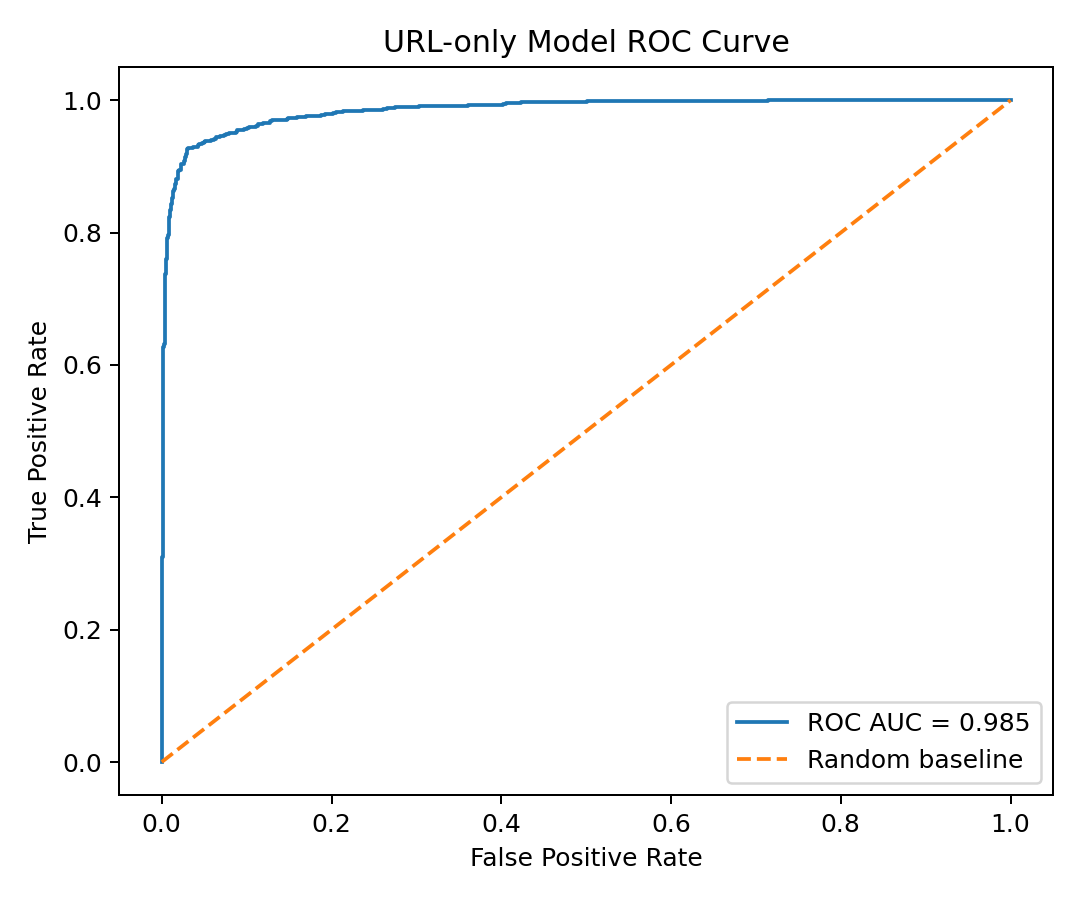 URL-only Model ROC Curve
1.0
0.8
0.6
0.4
0.2
0.0
True Positive Rate
ROC AUC = 0.985
Random baseline
0.0 0.2 0.4 0.6 0.8 1.0
False Positive Rate